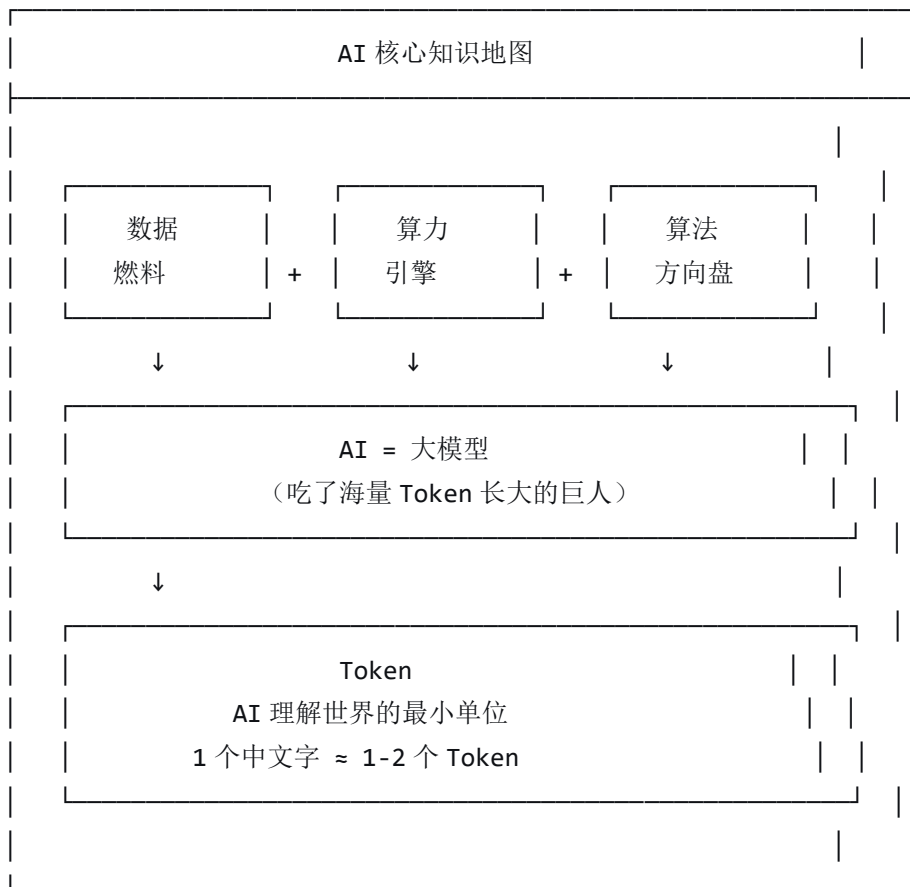 AI 核心知识地图
数据 算力 算法
燃料 + 引擎 + 方向盘
↓ ↓ ↓
AI = 大模型
（吃了海量 Token 长大的巨人）
↓
Token
AI 理解世界的最小单位
1 个中文字 ≈ 1-2 个 Token